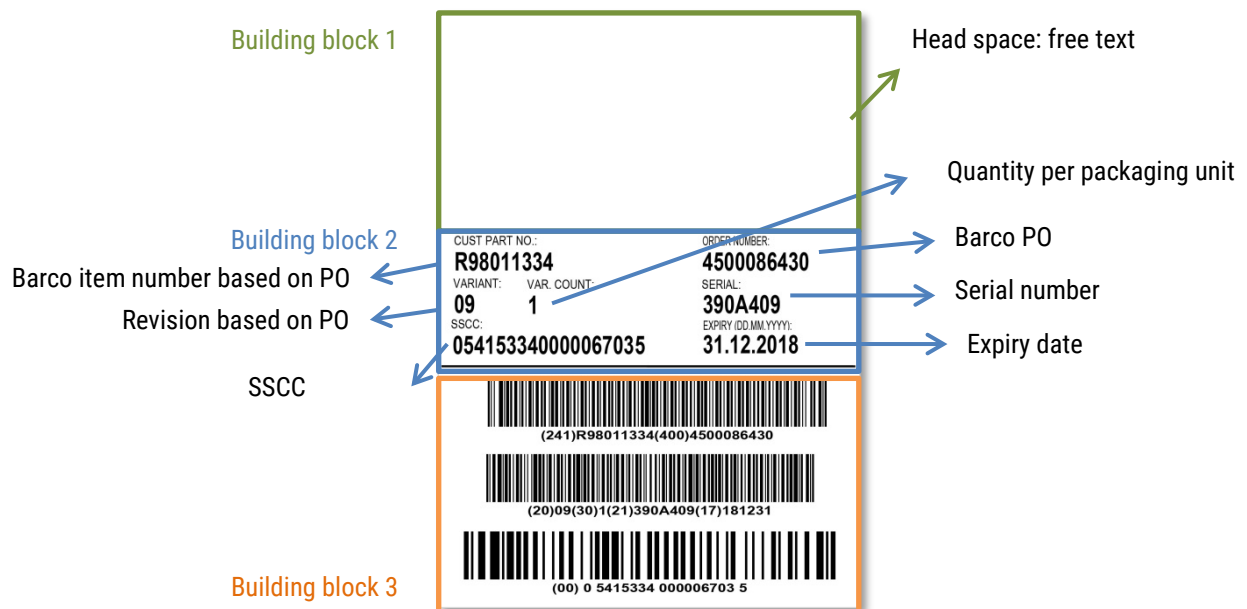 Building block 1
Head space: free text
Quantity per packaging unit
Building block 2
Barco item number based on PO
Revision based on PO
SSCC
CUST PART NO.:
ORDER NUMBER:
R98011334
4500086430
VARIANT:
VAR. COUNT:
SERIAL:
09
1
390A409
SSCC:
EXPIRY (DD.MM.YYYY):
054153340000067035
31.12.2018
Barco PO
Serial number
Expiry date
(241)R98011334(400)4500086430
(20)09(30)1(21)390A409(17)181231
(00) 0 5415334 000006703 5
Building block 3